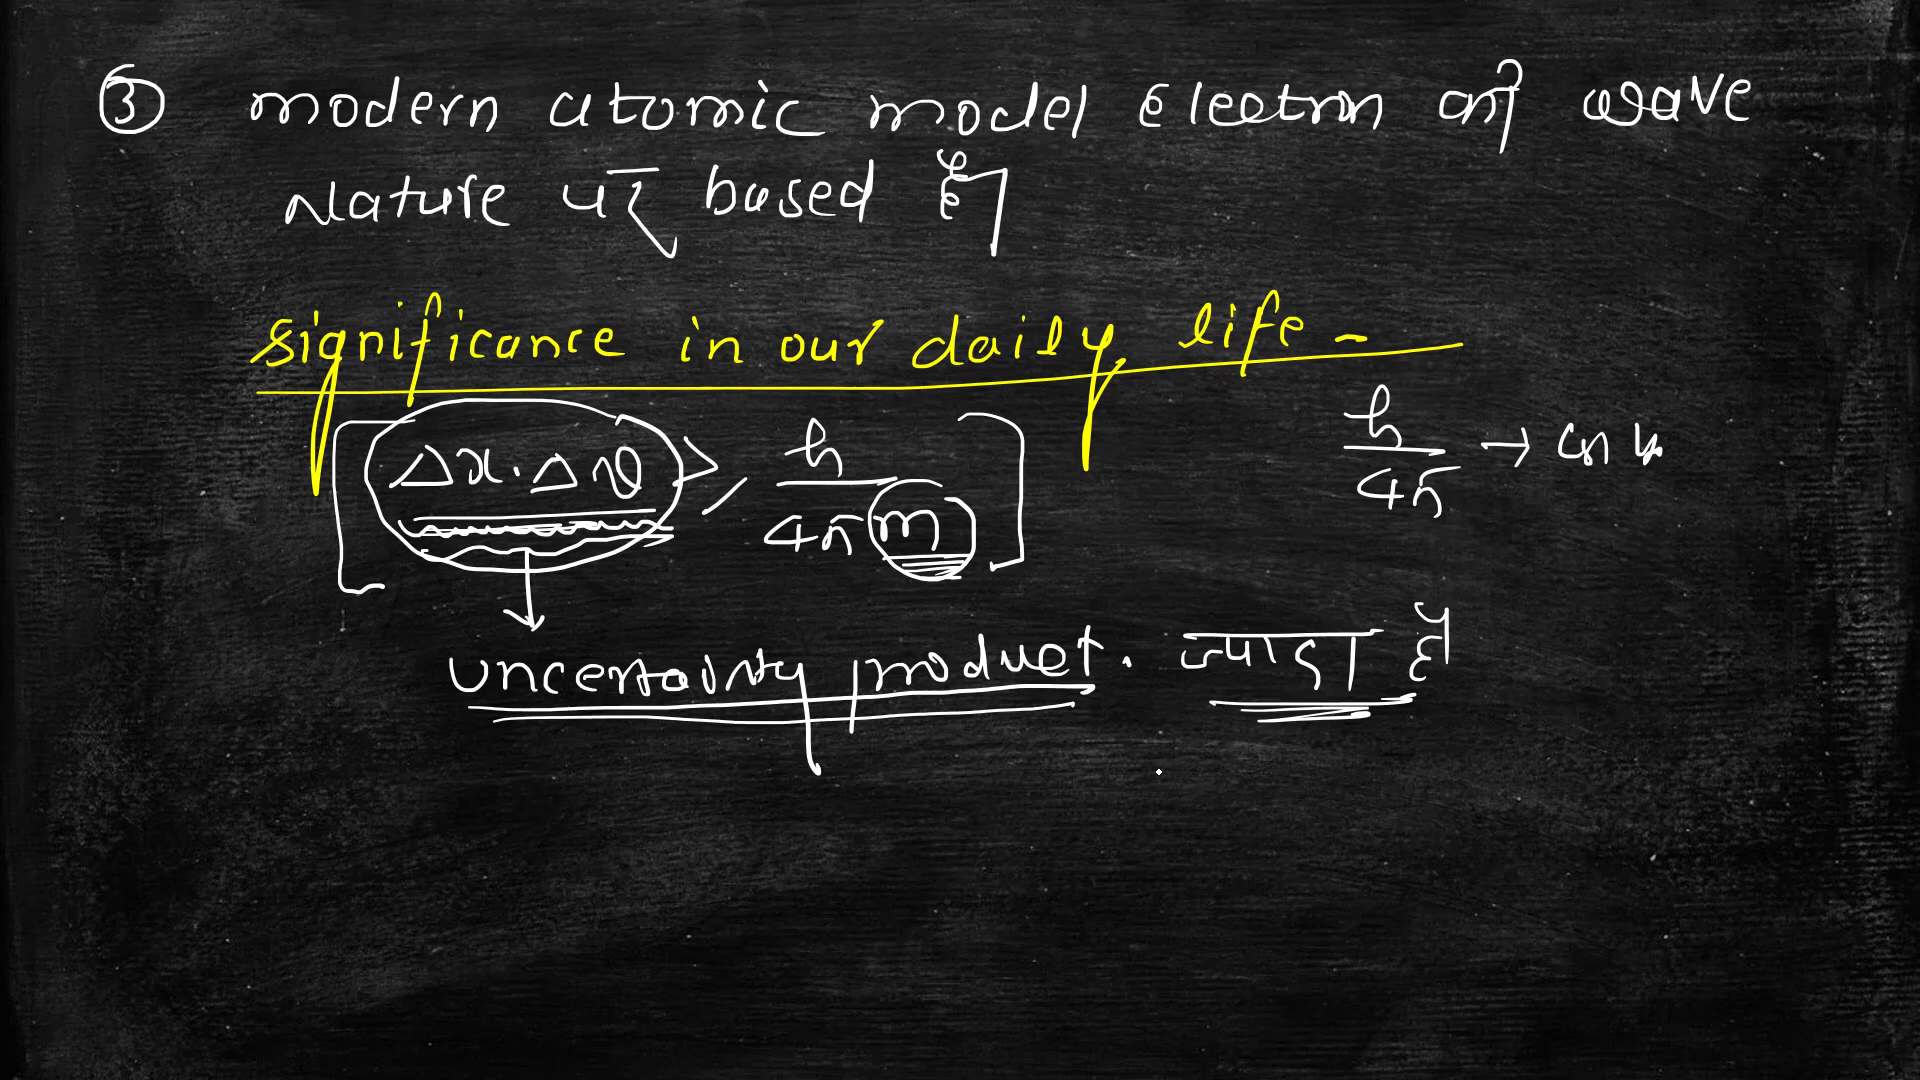 ③ modern atomic model electron की wave
Nature पर based है।
significance in our daily life -
[Δx.Δv ≥ h/4πm]
h/4π →
uncertainty product. ज्यादा है